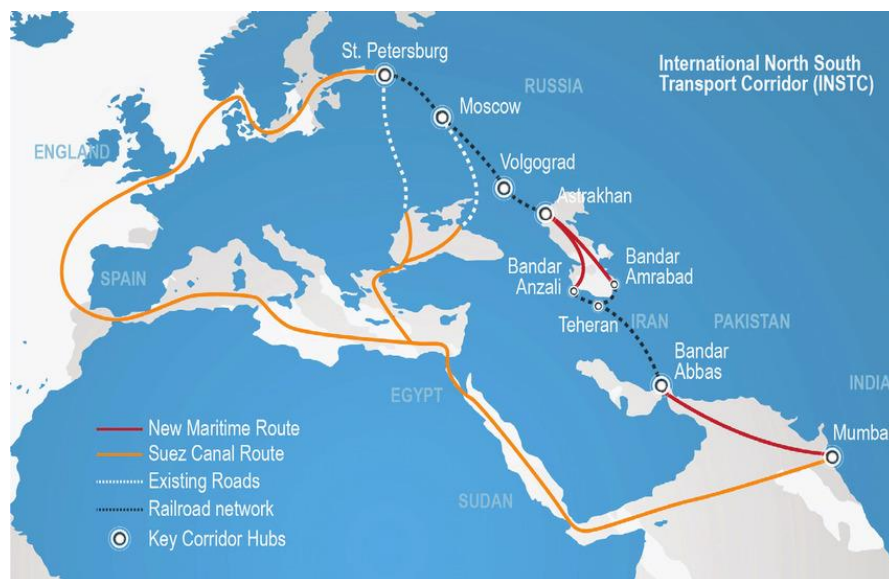 St. Petersburg
International North South
Transport Corridor (INSTC)
RUSSIA
Moscow
ENGLAND
Volgograd
Astrakhan
Bandar
Amrabad
Bandar
Anzali
SPAIN
Teheran
IRAN
PAKISTAN
Bandar
Abbas
INDIA
EGYPT
New Maritime Route
Mumba
Suez Canal Route
Existing Roads
SUDAN
Railroad network
Key Corridor Hubs